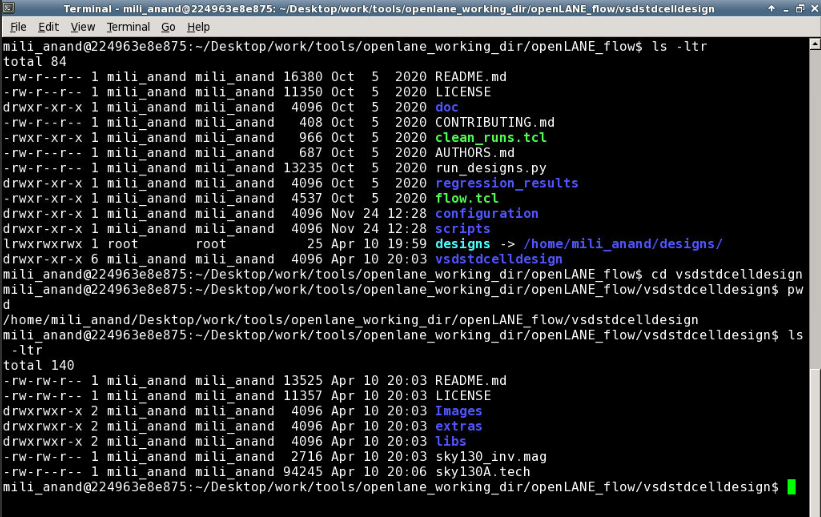 Terminal - mili_anand@224963e8e875: ~/Desktop/work/tools/openlane_working_dir/openLANE_flow/vsdstdcelldesign
File Edit View Terminal Go Help
mili_anand@224963e8e875:~/Desktop/work/tools/openlane_working_dir/openLANE_flow$ ls -ltr
total 84
-rw-r--r-- 1 mili_anand mili_anand 16380 Oct  5  2020 README.md
-rw-r--r-- 1 mili_anand mili_anand 11350 Oct  5  2020 LICENSE
drwxr-xr-x 1 mili_anand mili_anand  4096 Oct  5  2020 doc
-rw-r--r-- 1 mili_anand mili_anand   408 Oct  5  2020 CONTRIBUTING.md
-rwxr-xr-x 1 mili_anand mili_anand   966 Oct  5  2020 clean_runs.tcl
-rw-r--r-- 1 mili_anand mili_anand   687 Oct  5  2020 AUTHORS.md
-rw-r--r-- 1 mili_anand mili_anand 13235 Oct  5  2020 run_designs.py
drwxr-xr-x 1 mili_anand mili_anand  4096 Oct  5  2020 regression_results
-rwxr-xr-x 1 mili_anand mili_anand  4537 Oct  5  2020 flow.tcl
drwxr-xr-x 1 mili_anand mili_anand  4096 Nov 24 12:28 configuration
drwxr-xr-x 1 mili_anand mili_anand  4096 Nov 24 12:28 scripts
lrwxrwxrwx 1 root       root          25 Apr 10 19:59 designs -> /home/mili_anand/designs/
drwxr-xr-x 6 mili_anand mili_anand  4096 Apr 10 20:03 vsdstdcelldesign
mili_anand@224963e8e875:~/Desktop/work/tools/openlane_working_dir/openLANE_flow$ cd vsdstdcelldesign
mili_anand@224963e8e875:~/Desktop/work/tools/openlane_working_dir/openLANE_flow/vsdstdcelldesign$ pw
d
/home/mili_anand/Desktop/work/tools/openlane_working_dir/openLANE_flow/vsdstdcelldesign
mili_anand@224963e8e875:~/Desktop/work/tools/openlane_working_dir/openLANE_flow/vsdstdcelldesign$ ls
 -ltr
total 140
-rw-rw-r-- 1 mili_anand mili_anand 13525 Apr 10 20:03 README.md
-rw-rw-r-- 1 mili_anand mili_anand 11357 Apr 10 20:03 LICENSE
drwxrwxr-x 2 mili_anand mili_anand  4096 Apr 10 20:03 Images
drwxrwxr-x 2 mili_anand mili_anand  4096 Apr 10 20:03 extras
drwxrwxr-x 2 mili_anand mili_anand  4096 Apr 10 20:03 libs
-rw-rw-r-- 1 mili_anand mili_anand  2716 Apr 10 20:03 sky130_inv.mag
-rw-r--r-- 1 mili_anand mili_anand 94245 Apr 10 20:06 sky130A.tech
mili_anand@224963e8e875:~/Desktop/work/tools/openlane_working_dir/openLANE_flow/vsdstdcelldesign$